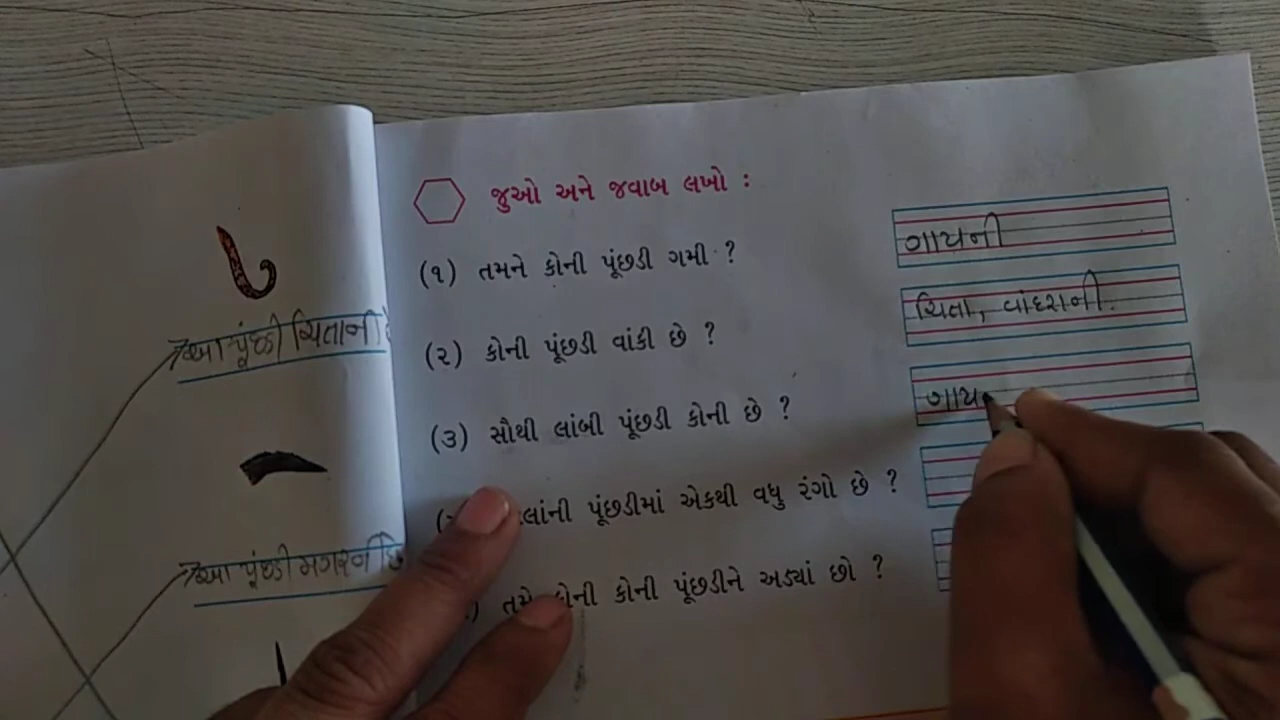 જુઓ અને જવાબ લખો :
(૧) તમને કોની પૂંછડી ગમી ?
ગાયની
(૨) કોની પૂંછડી વાંકી છે ?
ચિતા, વાંદરાની.
(૩) સૌથી લાંબી પૂંછડી કોની છે ?
ગાય
પૂંછડીમાં એકથી વધુ રંગો છે ?
તમે કોની કોની પૂંછડીને અડ્યાં છો ?
આ પૂંછડી ચિતાની
આ પૂંછડી મગરની